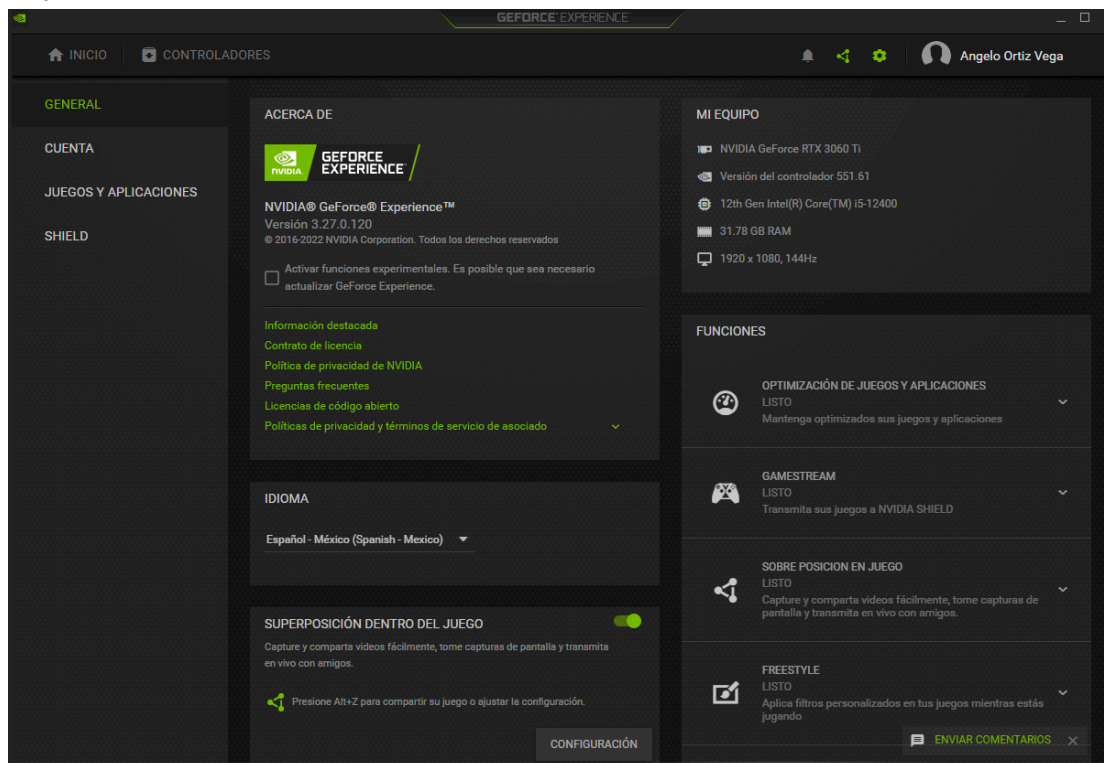 GEFORCE EXPERIENCE
INICIO
CONTROLADORES
Angelo Ortiz Vega
GENERAL
CUENTA
JUEGOS Y APLICACIONES
SHIELD
ACERCA DE
NVIDIA
GEFORCE
EXPERIENCE
NVIDIA® GeForce® Experience™
Versión 3.27.0.120
© 2016-2022 NVIDIA Corporation. Todos los derechos reservados
Activar funciones experimentales. Es posible que sea necesario
actualizar GeForce Experience.
Información destacada
Contrato de licencia
Política de privacidad de NVIDIA
Preguntas frecuentes
Licencias de código abierto
Políticas de privacidad y términos de servicio de asociado
IDIOMA
Español - México (Spanish - Mexico)
SUPERPOSICIÓN DENTRO DEL JUEGO
Capture y comparta videos fácilmente, tome capturas de pantalla y transmita
en vivo con amigos.
Presione Alt+Z para compartir su juego o ajustar la configuración.
CONFIGURACIÓN
MI EQUIPO
NVIDIA GeForce RTX 3060 Ti
Versión del controlador 551.61
12th Gen Intel(R) Core(TM) i5-12400
31.78 GB RAM
1920 x 1080, 144Hz
FUNCIONES
OPTIMIZACIÓN DE JUEGOS Y APLICACIONES
LISTO
Mantenga optimizados sus juegos y aplicaciones
GAMESTREAM
LISTO
Transmita sus juegos a NVIDIA SHIELD
SOBRE POSICION EN JUEGO
LISTO
Capture y comparta videos fácilmente, tome capturas de
pantalla y transmita en vivo con amigos.
FREESTYLE
LISTO
Aplica filtros personalizados en tus juegos mientras estás
jugando
ENVIAR COMENTARIOS